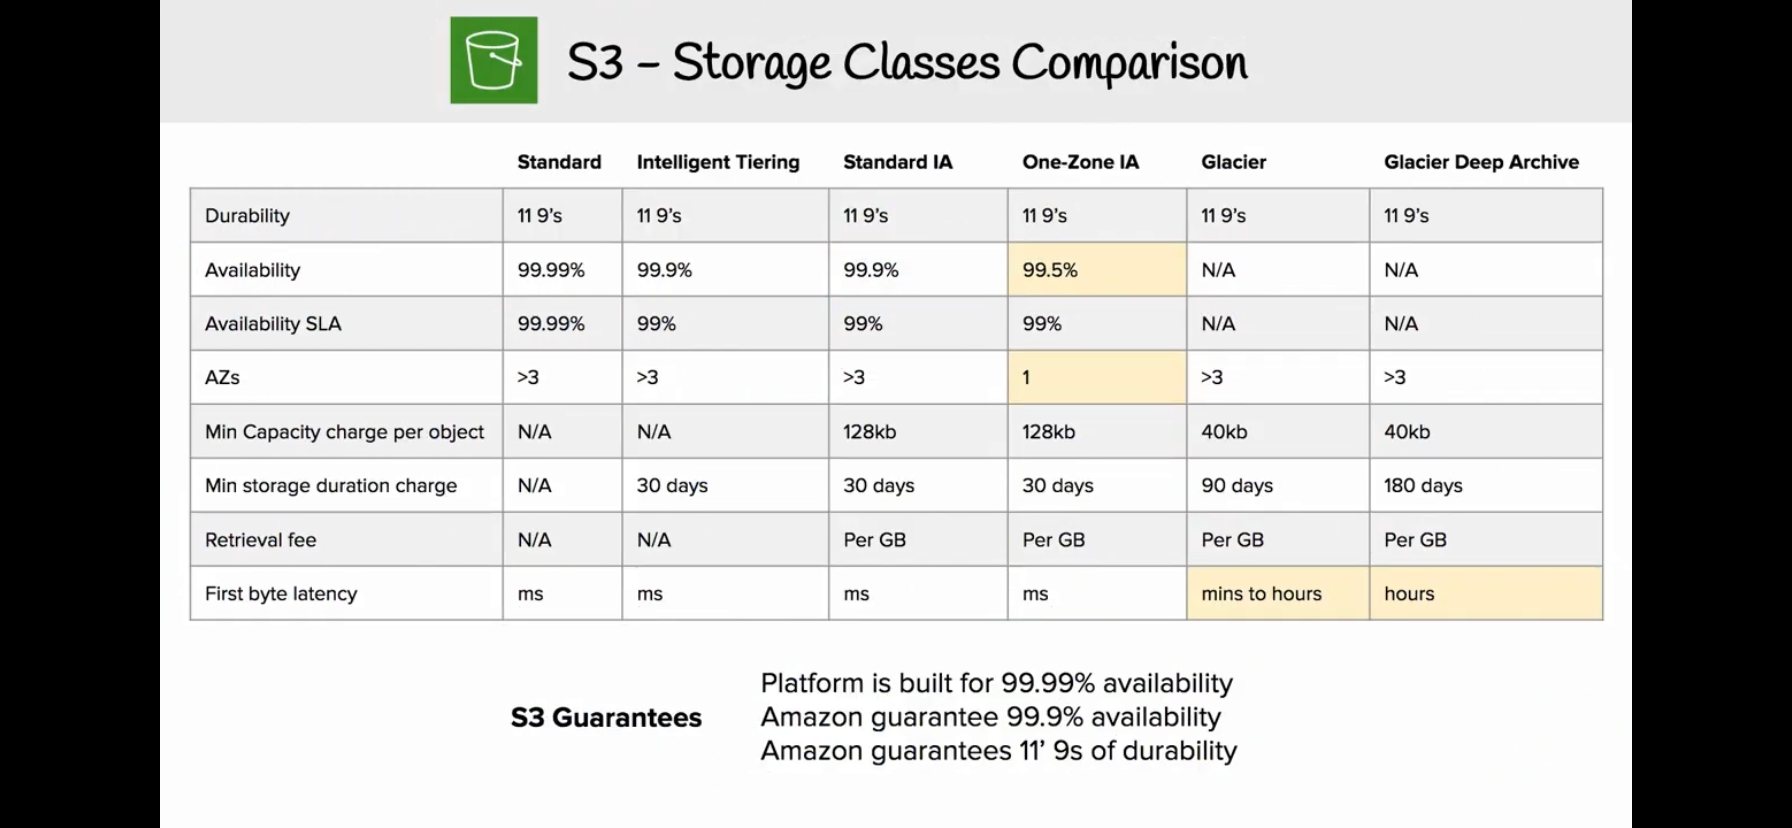 S3 – Storage Classes Comparison
Standard Intelligent Tiering Standard IA One-Zone IA Glacier Glacier Deep Archive
Durability 11 9's 11 9's 11 9's 11 9's 11 9's 11 9's
Availability 99.99% 99.9% 99.9% 99.5% N/A N/A
Availability SLA 99.99% 99% 99% 99% N/A N/A
AZs >3 >3 >3 1 >3 >3
Min Capacity charge per object N/A N/A 128kb 128kb 40kb 40kb
Min storage duration charge N/A 30 days 30 days 30 days 90 days 180 days
Retrieval fee N/A N/A Per GB Per GB Per GB Per GB
First byte latency ms ms ms ms mins to hours hours
Platform is built for 99.99% availability
S3 Guarantees Amazon guarantee 99.9% availability
Amazon guarantees 11' 9s of durability